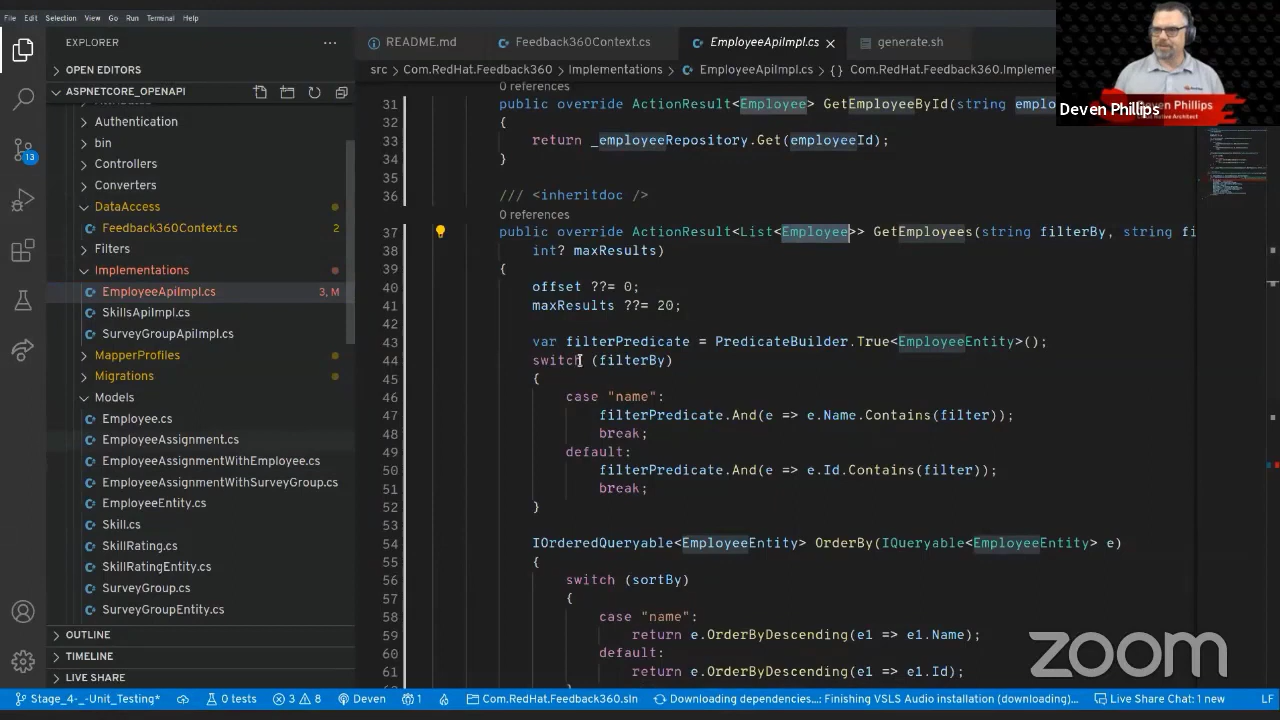 File Edit Selection View Go Run Terminal Help
EXPLORER
README.md Feedback360Context.cs EmployeeApiImpl.cs generate.sh
OPEN EDITORS
src > Com.RedHat.Feedback360 > Implementations > EmployeeApiImpl.cs > {} Com.RedHat.Feedback360.Implemen
ASPNETCORE_OPENAPI
Authentication
bin
Controllers
Converters
DataAccess
Feedback360Context.cs 2
Filters
Implementations
EmployeeApiImpl.cs 3, M
SkillsApiImpl.cs
SurveyGroupApiImpl.cs
MapperProfiles
Migrations
Models
Employee.cs
EmployeeAssignment.cs
EmployeeAssignmentWithEmployee.cs
EmployeeAssignmentWithSurveyGroup.cs
EmployeeEntity.cs
Skill.cs
SkillRating.cs
SkillRatingEntity.cs
SurveyGroup.cs
SurveyGroupEntity.cs
OUTLINE
TIMELINE
LIVE SHARE
13
0 references
31 public override ActionResult<Employee> GetEmployeeById(string employ
32 {
33 return _employeeRepository.Get(employeeId);
34 }
35
36 inheritdoc />
0 references
37 public override ActionResult<List<Employee>> GetEmployees(string filterBy, string fi
38 int? maxResults)
39 {
40 offset ??= 0;
41 maxResults ??= 20;
42
43 var filterPredicate = PredicateBuilder.True<EmployeeEntity>();
44 switch (filterBy)
45 {
46 case "name":
47 filterPredicate.And(e => e.Name.Contains(filter));
48 break;
49 default:
50 filterPredicate.And(e => e.Id.Contains(filter));
51 break;
52 }
53
54 IOrderedQueryable<EmployeeEntity> OrderBy(IQueryable<EmployeeEntity> e)
55 {
56 switch (sortBy)
57 {
58 case "name":
59 return e.OrderByDescending(e1 => e1.Name);
60 default:
61 return e.OrderByDescending(e1 => e1.Id);
Deven Phillips
Deven Phillips
Cloud Native Architect
zoom
Stage_4_-_Unit_Testing* 0 tests 3 8 Deven 1 Com.RedHat.Feedback360.sln Downloading dependencies...: Finishing VSLS Audio installation (downloading)... Live Share Chat: 1 new LF